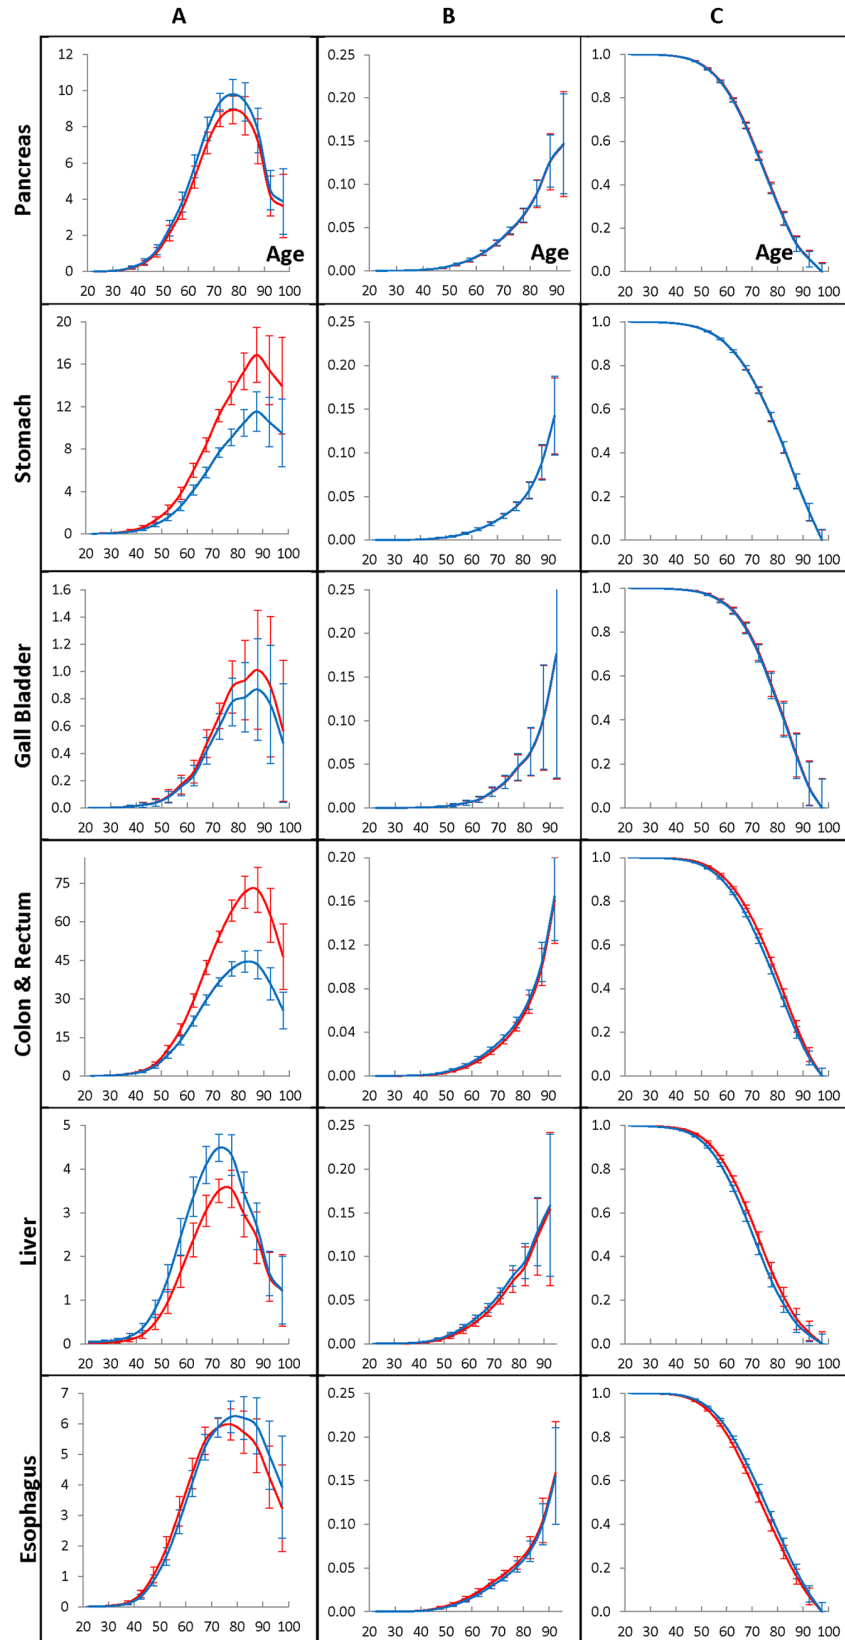 A B C
Pancreas
12 10 8 6 4 2 0
20 30 40 50 60 70 80 90 100
Age
0.25 0.20 0.15 0.10 0.05 0.00
20 30 40 50 60 70 80 90
Age
1.0 0.8 0.6 0.4 0.2 0.0
20 30 40 50 60 70 80 90 100
Age
Stomach
20 16 12 8 4 0
20 30 40 50 60 70 80 90 100
0.25 0.20 0.15 0.10 0.05 0.00
20 30 40 50 60 70 80 90
1.0 0.8 0.6 0.4 0.2 0.0
20 30 40 50 60 70 80 90 100
Gall Bladder
1.6 1.4 1.2 1.0 0.8 0.6 0.4 0.2 0.0
20 30 40 50 60 70 80 90 100
0.25 0.20 0.15 0.10 0.05 0.00
20 30 40 50 60 70 80 90
1.0 0.8 0.6 0.4 0.2 0.0
20 30 40 50 60 70 80 90 100
Colon & Rectum
75 60 45 30 15 0
20 30 40 50 60 70 80 90 100
0.20 0.16 0.12 0.08 0.04 0.00
20 30 40 50 60 70 80 90
1.0 0.8 0.6 0.4 0.2 0.0
20 30 40 50 60 70 80 90 100
Liver
5 4 3 2 1 0
20 30 40 50 60 70 80 90 100
0.25 0.20 0.15 0.10 0.05 0.00
20 30 40 50 60 70 80 90
1.0 0.8 0.6 0.4 0.2 0.0
20 30 40 50 60 70 80 90 100
Esophagus
7 6 5 4 3 2 1 0
20 30 40 50 60 70 80 90 100
0.25 0.20 0.15 0.10 0.05 0.00
20 30 40 50 60 70 80 90
1.0 0.8 0.6 0.4 0.2 0.0
20 30 40 50 60 70 80 90 100